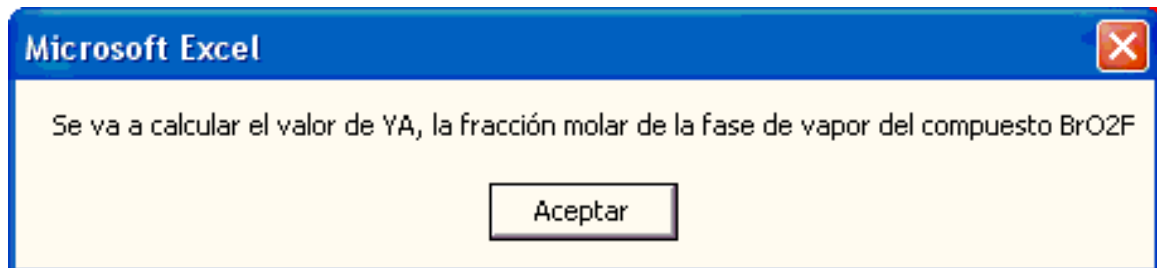 Microsoft Excel
Se va a calcular el valor de YA, la fracción molar de la fase de vapor del compuesto BrO2F
Aceptar